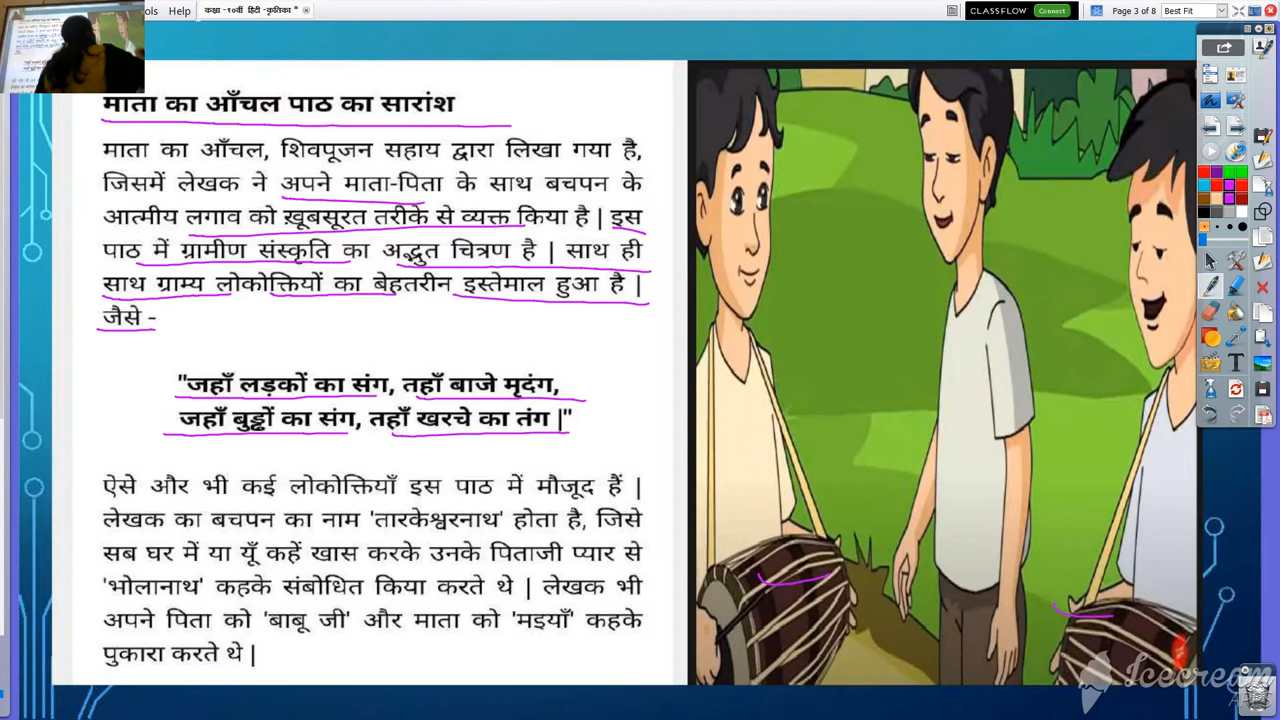 ols Help कक्षा -१०वीं हिंदी -कृतिका * CLASSFLOW Connect Page 3 of 8 Best Fit
माता का आँचल पाठ का सारांश
माता का आँचल, शिवपूजन सहाय द्वारा लिखा गया है,
जिसमें लेखक ने अपने माता-पिता के साथ बचपन के
आत्मीय लगाव को ख़ूबसूरत तरीके से व्यक्त किया है | इस
पाठ में ग्रामीण संस्कृति का अद्भुत चित्रण है | साथ ही
साथ ग्राम्य लोकोक्तियों का बेहतरीन इस्तेमाल हुआ है |
जैसे -
"जहाँ लड़कों का संग, तहाँ बाजे मृदंग,
जहाँ बुड्ढों का संग, तहाँ खरचे का तंग |"
ऐसे और भी कई लोकोक्तियाँ इस पाठ में मौजूद हैं |
लेखक का बचपन का नाम 'तारकेश्वरनाथ' होता है, जिसे
सब घर में या यूँ कहें खास करके उनके पिताजी प्यार से
'भोलानाथ' कहके संबोधित किया करते थे | लेखक भी
अपने पिता को 'बाबू जी' और माता को 'मइयाँ' कहके
पुकारा करते थे |
Icecream
APPS